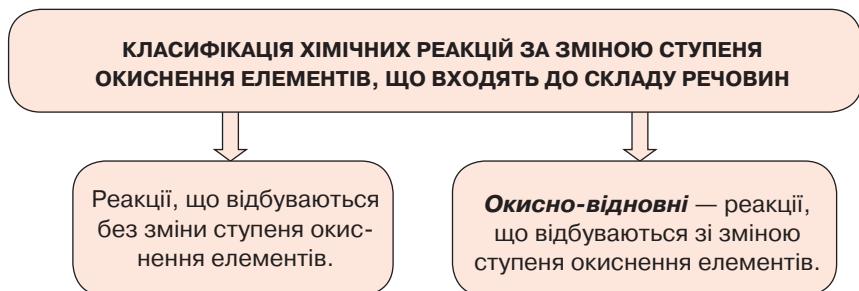 КЛАСИФІКАЦІЯ ХІМІЧНИХ РЕАКЦІЙ ЗА ЗМІНОЮ СТУПЕНЯ
ОКИСНЕННЯ ЕЛЕМЕНТІВ, ЩО ВХОДЯТЬ ДО СКЛАДУ РЕЧОВИН
Реакції, що відбуваються
без зміни ступеня окис-
нення елементів.
Окисно-відновні — реакції,
що відбуваються зі зміною
ступеня окиснення елементів.